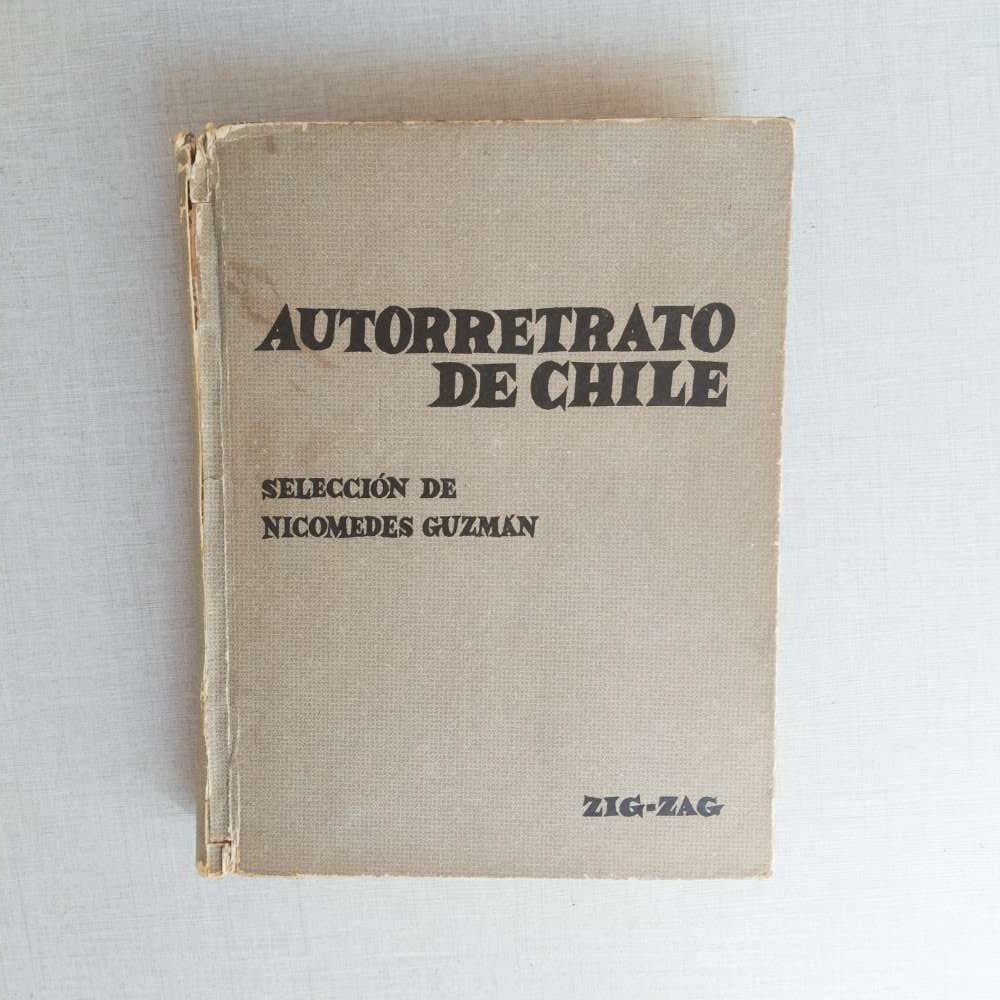 AUTORRETRATO
DE CHILE
SELECCIÓN DE
NICOMEDES GUZMÁN
ZIG-ZAG